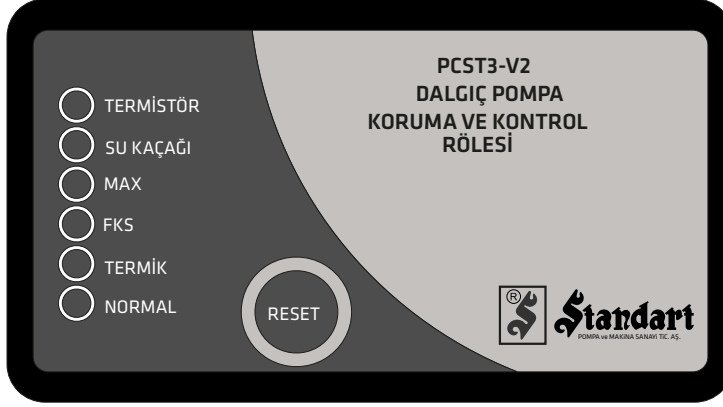 PCST3-V2
DALGIÇ POMPA
KORUMA VE KONTROL
RÖLESİ
TERMİSTÖR
SU KAÇAĞI
MAX
FKS
TERMİK
NORMAL
RESET
®
Standart
POMPA ve MAKİNA SANAYİ TİC. AŞ.